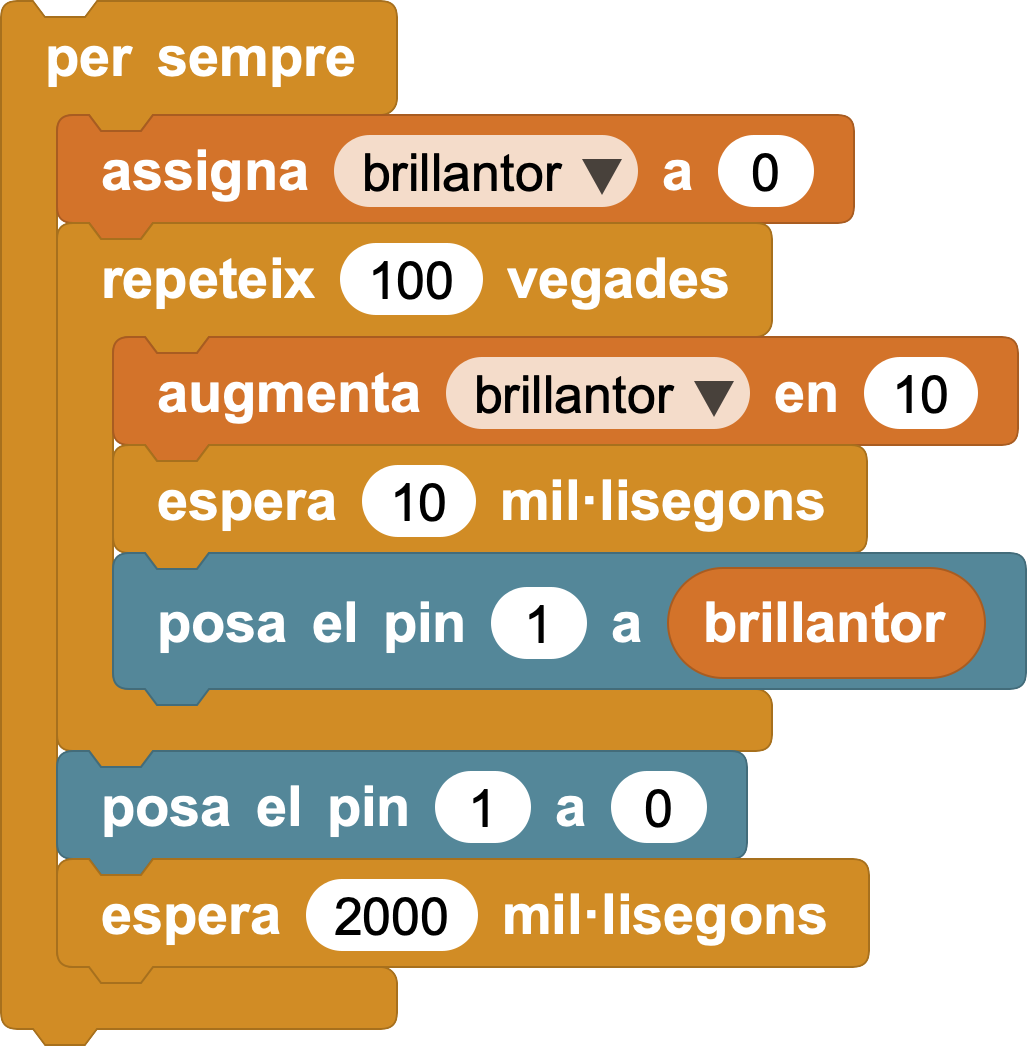 per sempre
assigna brillantor ▼ a 0
repeteix 100 vegades
augmenta brillantor ▼ en 10
espera 10 mil·lisegons
posa el pin 1 a brillantor
posa el pin 1 a 0
espera 2000 mil·lisegons